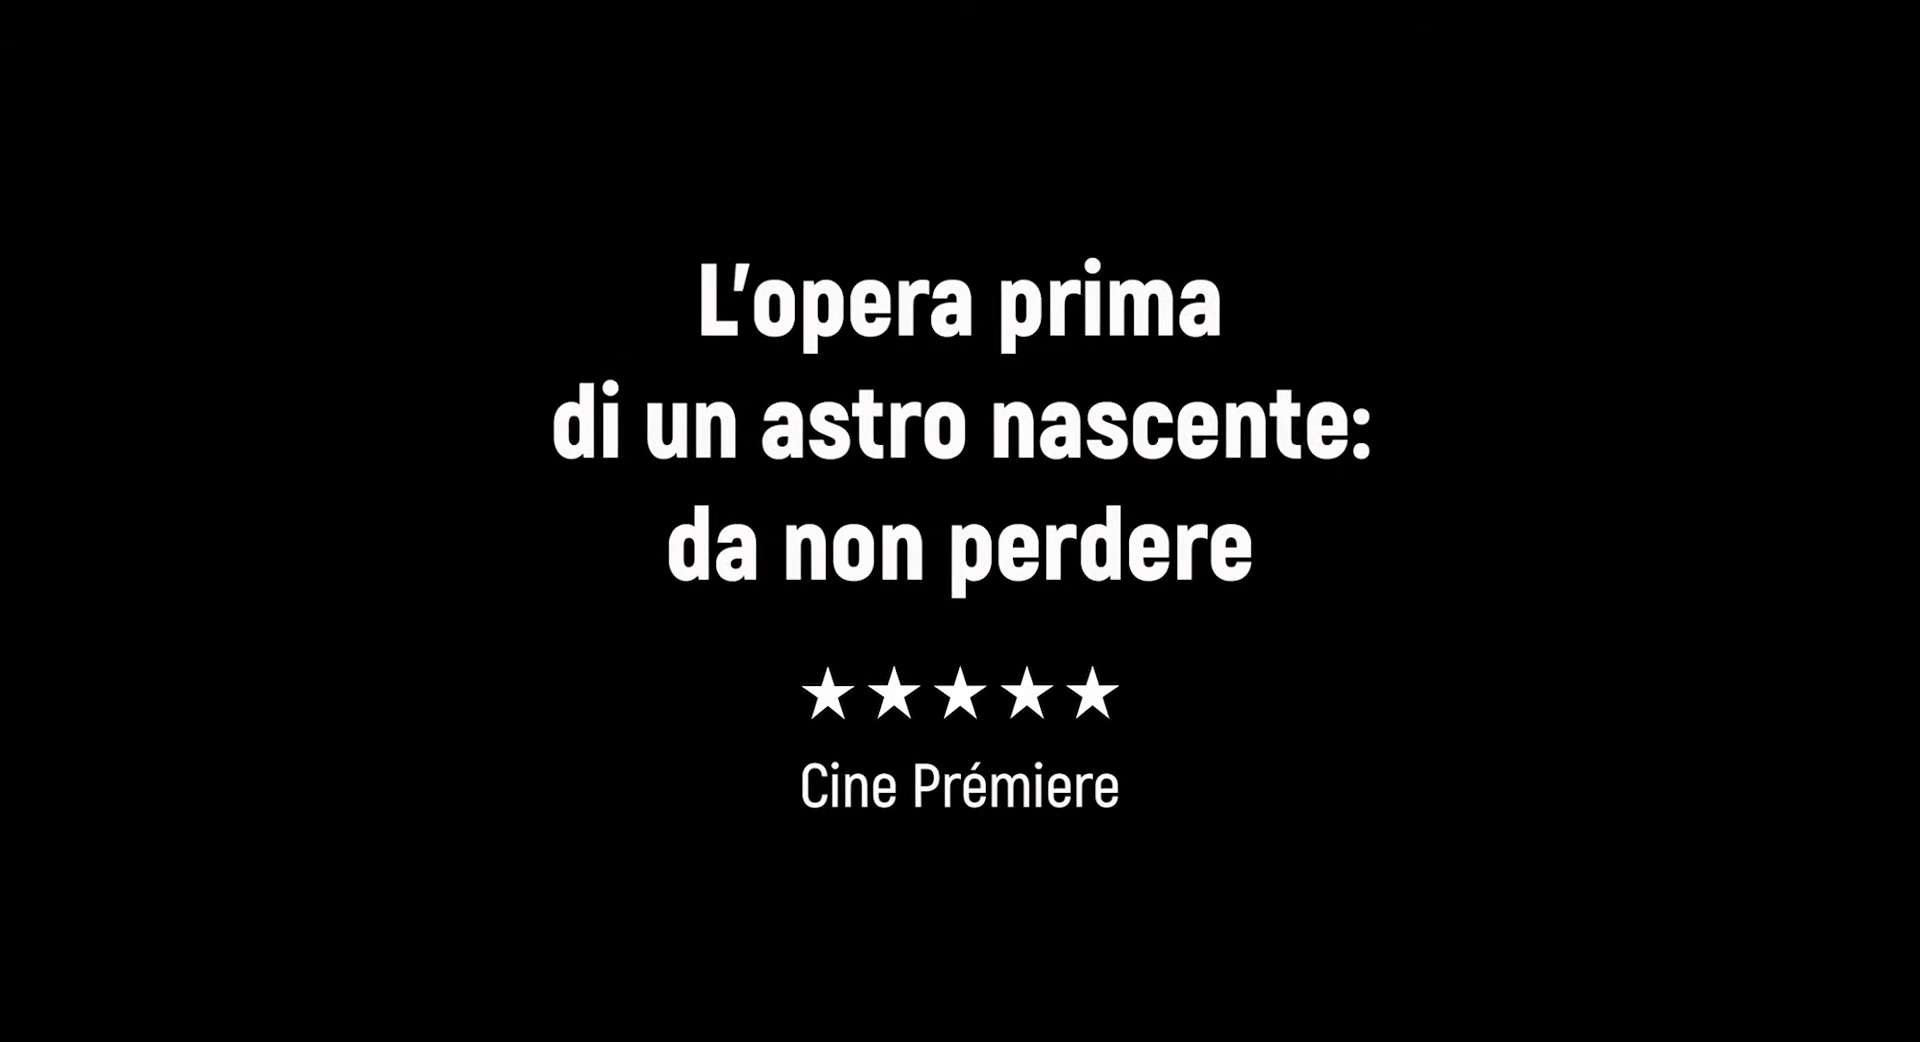 L’opera prima
di un astro nascente:
da non perdere
★★★★★
Cine Prémiere